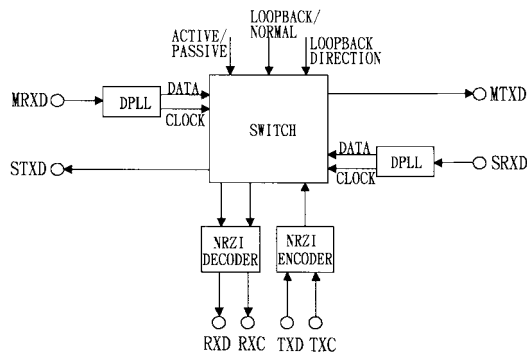 ACTIVE/
PASSIVE
LOOPBACK/
NORMAL
LOOPBACK
DIRECTION
MRXD
DPLL
DATA
CLOCK
SWITCH
MTXD
STXD
DATA
CLOCK
DPLL
SRXD
NRZI
DECODER
NRZI
ENCODER
RXD
RXC
TXD
TXC